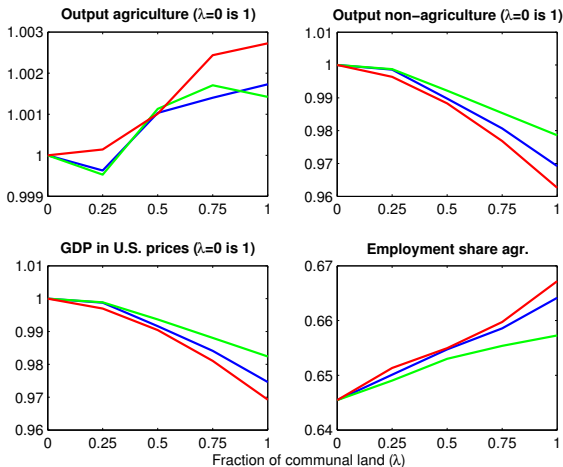 Output agriculture (λ=0 is 1)
1.003
1.002
1.001
1
0.999
0 0.25 0.5 0.75 1
Output non−agriculture (λ=0 is 1)
1.01
1
0.99
0.98
0.97
0.96
0 0.25 0.5 0.75 1
GDP in U.S. prices (λ=0 is 1)
1.01
1
0.99
0.98
0.97
0.96
0 0.25 0.5 0.75 1
Employment share agr.
0.67
0.66
0.65
0.64
0 0.25 0.5 0.75 1
Fraction of communal land (λ)